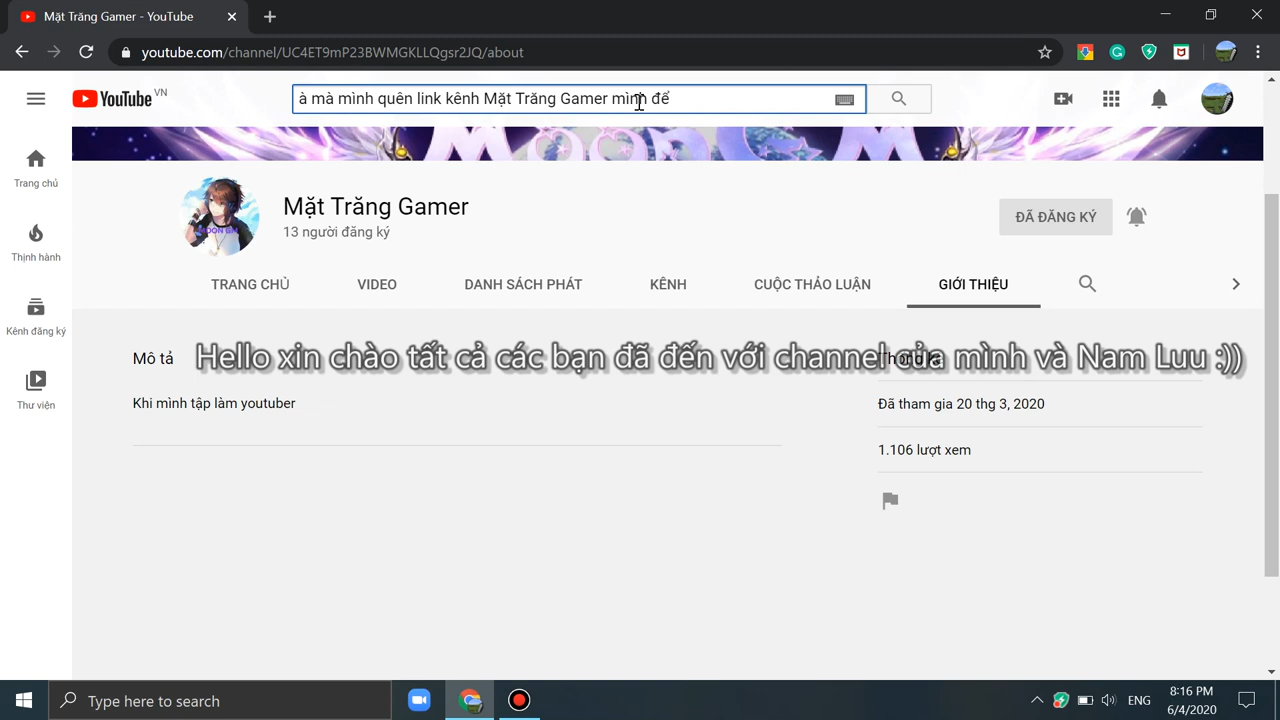 Mặt Trăng Gamer - YouTube
youtube.com/channel/UC4ET9mP23BWMGKLLQgsr2JQ/about
YouTube VN
à mà mình quên link kênh Mặt Trăng Gamer mình để
Trang chủ
Thịnh hành
Kênh đăng ký
Thư viện
Mặt Trăng Gamer
13 người đăng ký
ĐÃ ĐĂNG KÝ
TRANG CHỦ VIDEO DANH SÁCH PHÁT KÊNH CUỘC THẢO LUẬN GIỚI THIỆU
Mô tả
Hello xin chào tất cả các bạn đã đến với channel của mình và Nam Luu :))
Khi mình tập làm youtuber
Đã tham gia 20 thg 3, 2020
1.106 lượt xem
Type here to search
ENG
8:16 PM
6/4/2020